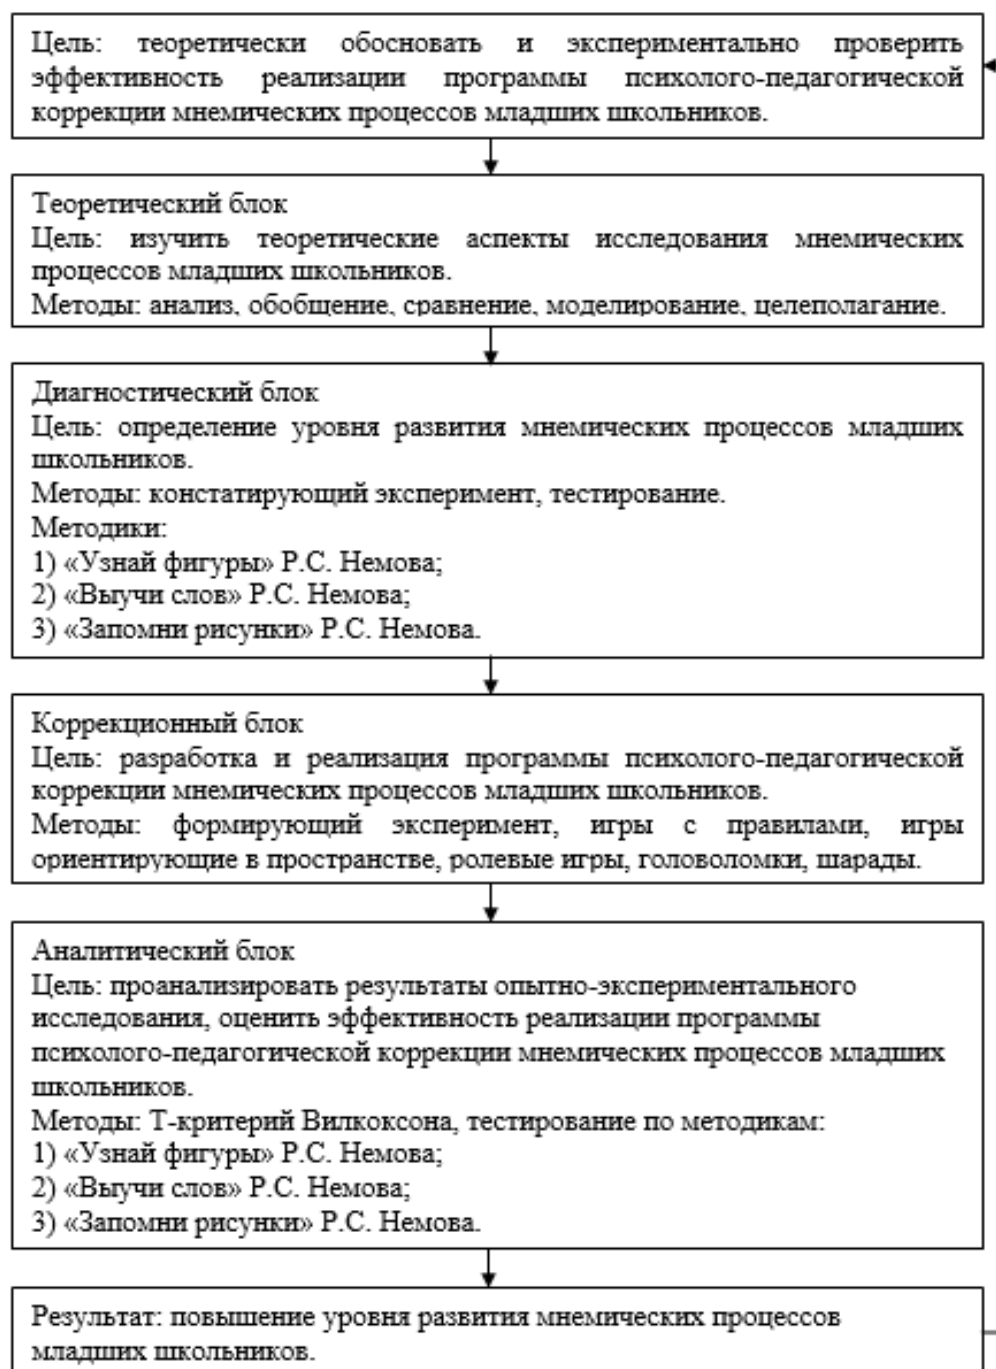 Цель: теоретически обосновать и экспериментально проверить
эффективность реализации программы психолого-педагогической
коррекции мнемических процессов младших школьников.
Теоретический блок
Цель: изучить теоретические аспекты исследования мнемических
процессов младших школьников.
Методы: анализ, обобщение, сравнение, моделирование, целеполагание.
Диагностический блок
Цель: определение уровня развития мнемических процессов младших
школьников.
Методы: констатирующий эксперимент, тестирование.
Методики:
1) «Узнай фигуры» Р.С. Немова;
2) «Выучи слов» Р.С. Немова;
3) «Запомни рисунки» Р.С. Немова.
Коррекционный блок
Цель: разработка и реализация программы психолого-педагогической
коррекции мнемических процессов младших школьников.
Методы: формирующий эксперимент, игры с правилами, игры
ориентирующие в пространстве, ролевые игры, головоломки, шарады.
Аналитический блок
Цель: проанализировать результаты опытно-экспериментального
исследования, оценить эффективность реализации программы
психолого-педагогической коррекции мнемических процессов младших
школьников.
Методы: Т-критерий Вилкоксона, тестирование по методикам:
1) «Узнай фигуры» Р.С. Немова;
2) «Выучи слов» Р.С. Немова;
3) «Запомни рисунки» Р.С. Немова.
Результат: повышение уровня развития мнемических процессов
младших школьников.